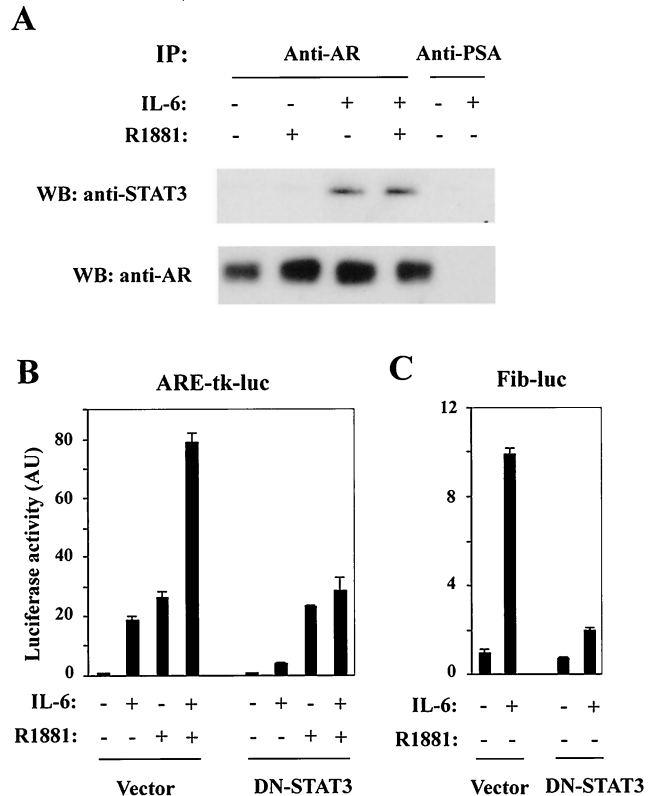 A
IP: Anti-AR Anti-PSA
IL-6: - - + + - +
R1881: - + - + - -
WB: anti-STAT3
WB: anti-AR
B
ARE-tk-luc
Luciferase activity (AU)
80
60
40
20
0
IL-6: - + - + - + - +
R1881: - - + + - - + +
Vector DN-STAT3
C
Fib-luc
12
8
4
0
IL-6: - + - +
R1881: - - - -
Vector DN-STAT3